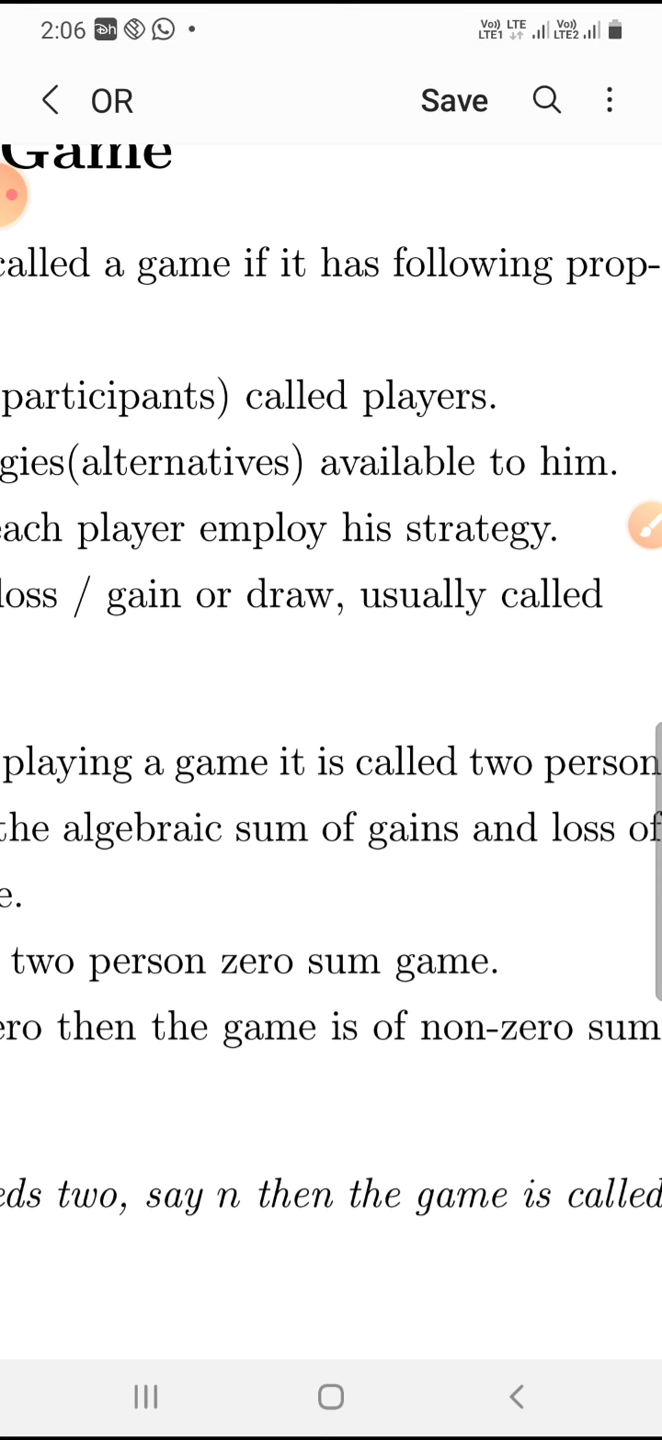 2:06
Vo)) LTE
LTE1
Vo))
LTE2
OR
Save
Game
called a game if it has following prop-
participants) called players.
gies(alternatives) available to him.
each player employ his strategy.
loss / gain or draw, usually called
playing a game it is called two person
the algebraic sum of gains and loss of
e.
two person zero sum game.
ero then the game is of non-zero sum
eds two, say n then the game is called